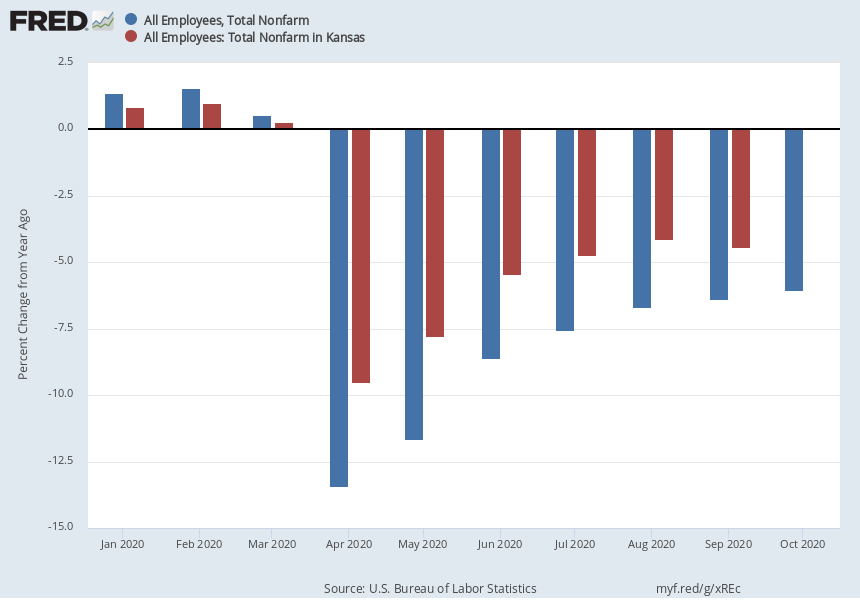 FRED
All Employees, Total Nonfarm
All Employees: Total Nonfarm in Kansas
Percent Change from Year Ago
2.5
0.0
-2.5
-5.0
-7.5
-10.0
-12.5
-15.0
Jan 2020 Feb 2020 Mar 2020 Apr 2020 May 2020 Jun 2020 Jul 2020 Aug 2020 Sep 2020 Oct 2020
Source: U.S. Bureau of Labor Statistics myf.red/g/xREc